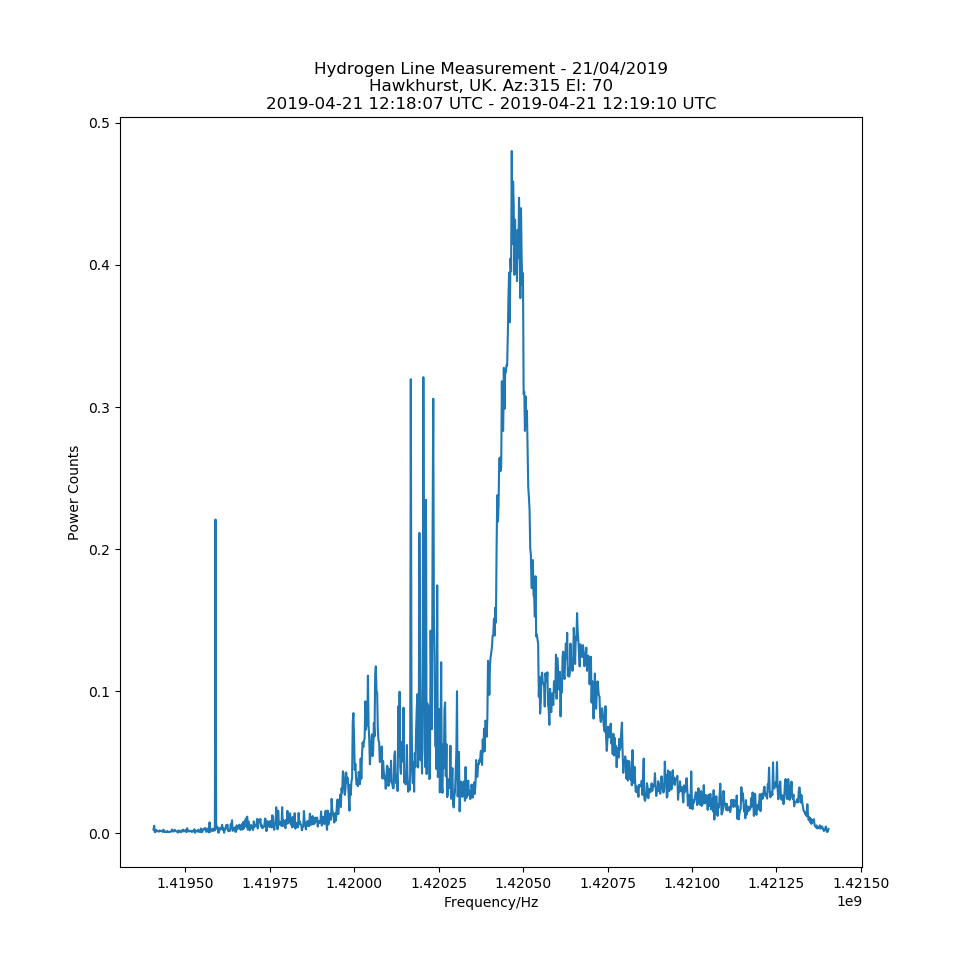 Hydrogen Line Measurement - 21/04/2019
Hawkhurst, UK. Az:315 El: 70
2019-04-21 12:18:07 UTC - 2019-04-21 12:19:10 UTC
0.5
0.4
0.3
0.2
0.1
0.0
Power Counts
1.41950 1.41975 1.42000 1.42025 1.42050 1.42075 1.42100 1.42125 1.42150
Frequency/Hz
1e9